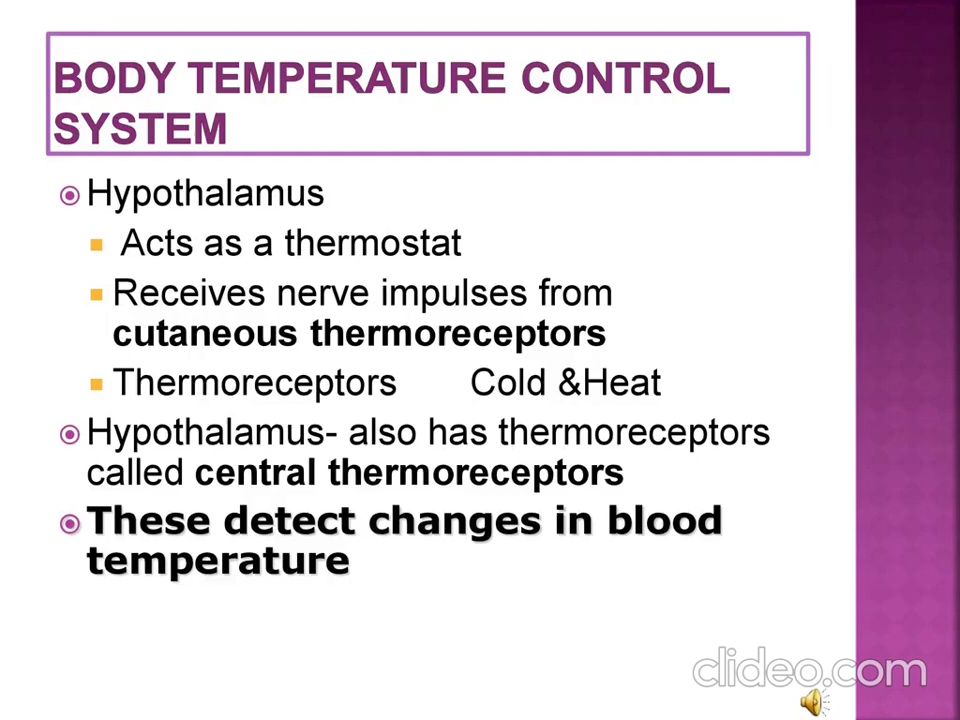 BODY TEMPERATURE CONTROL
SYSTEM
Hypothalamus
Acts as a thermostat
Receives nerve impulses from
cutaneous thermoreceptors
Thermoreceptors Cold &Heat
Hypothalamus- also has thermoreceptors
called central thermoreceptors
These detect changes in blood
temperature
clideo.com